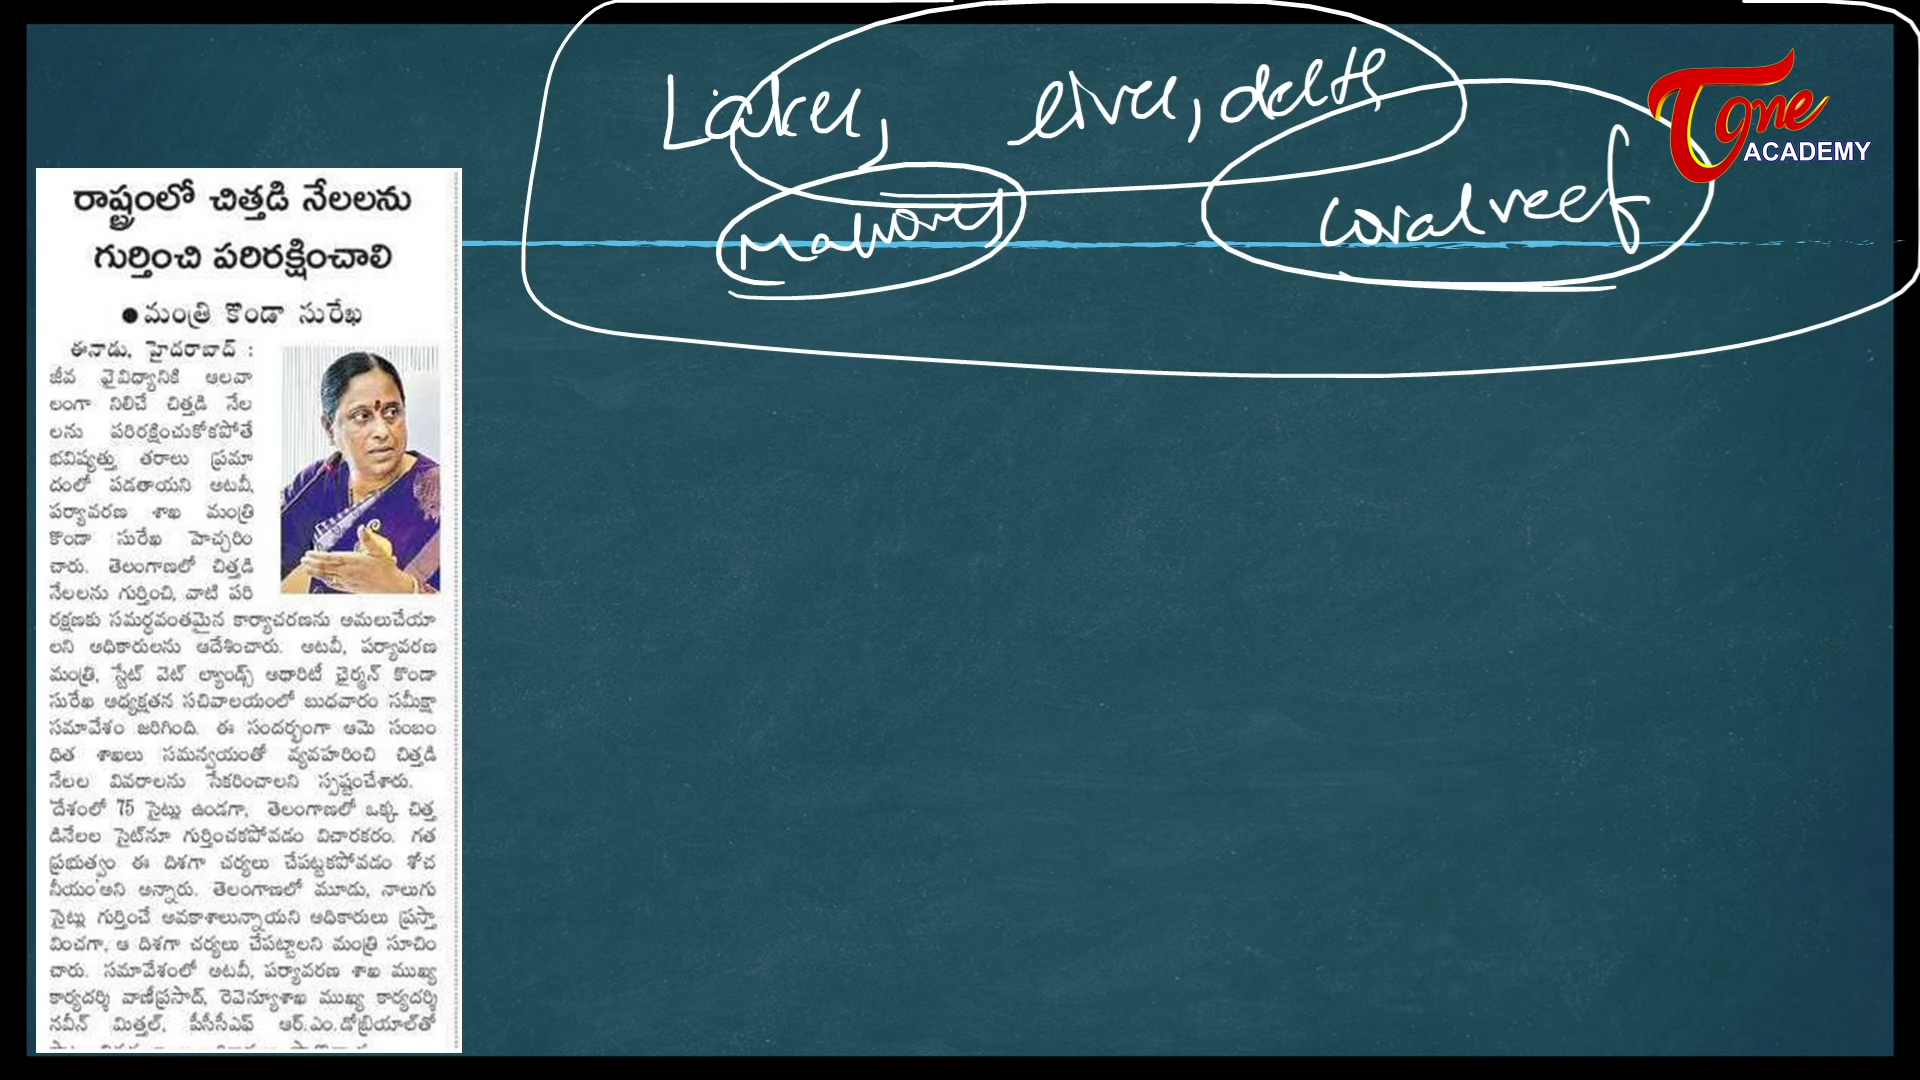 Lakes, river, delta
coral reef
Tone
ACADEMY
రాష్ట్రంలో చిత్తడి నేలలను
గుర్తించి పరిరక్షించాలి
● మంత్రి కొండా సురేఖ
ఈనాడు, హైదరాబాద్ :
జీవ వైవిధ్యానికి ఆలవా
లంగా నిలిచే చిత్తడి నేల
లను పరిరక్షించుకోకపోతే
భవిష్యత్తు తరాలు ప్రమా
దంలో పడతాయని అటవీ,
పర్యావరణ శాఖ మంత్రి
కొండా సురేఖ హెచ్చరిం
చారు. తెలంగాణలో చిత్తడి
నేలలను గుర్తించి, వాటి పరి
రక్షణకు సమర్థవంతమైన కార్యాచరణను అమలుచేయా
లని అధికారులను ఆదేశించారు. అటవీ, పర్యావరణ
మంత్రి, స్టేట్ వెట్ ల్యాండ్స్ అథారిటీ ఛైర్మన్ కొండా
సురేఖ అధ్యక్షతన సచివాలయంలో బుధవారం సమీక్షా
సమావేశం జరిగింది. ఈ సందర్భంగా ఆమె సంబం
ధిత శాఖలు సమన్వయంతో వ్యవహరించి చిత్తడి
నేలల వివరాలను సేకరించాలని స్పష్టంచేశారు.
'దేశంలో 75 సైట్లు ఉండగా, తెలంగాణలో ఒక్క చిత్త
డినేలల సైట్‌నూ గుర్తించకపోవడం విచారకరం. గత
ప్రభుత్వం ఈ దిశగా చర్యలు చేపట్టకపోవడం శోచ
నీయం'అని అన్నారు. తెలంగాణలో మూడు, నాలుగు
సైట్లు గుర్తించే అవకాశాలున్నాయని అధికారులు ప్రస్తా
వించగా, ఆ దిశగా చర్యలు చేపట్టాలని మంత్రి సూచిం
చారు. సమావేశంలో అటవీ, పర్యావరణ శాఖ ముఖ్య
కార్యదర్శి వాణీప్రసాద్, రెవెన్యూశాఖ ముఖ్య కార్యదర్శి
నవీన్ మిత్తల్, పీసీసీఎఫ్ ఆర్.ఎం.డోబ్రియాల్‌తో